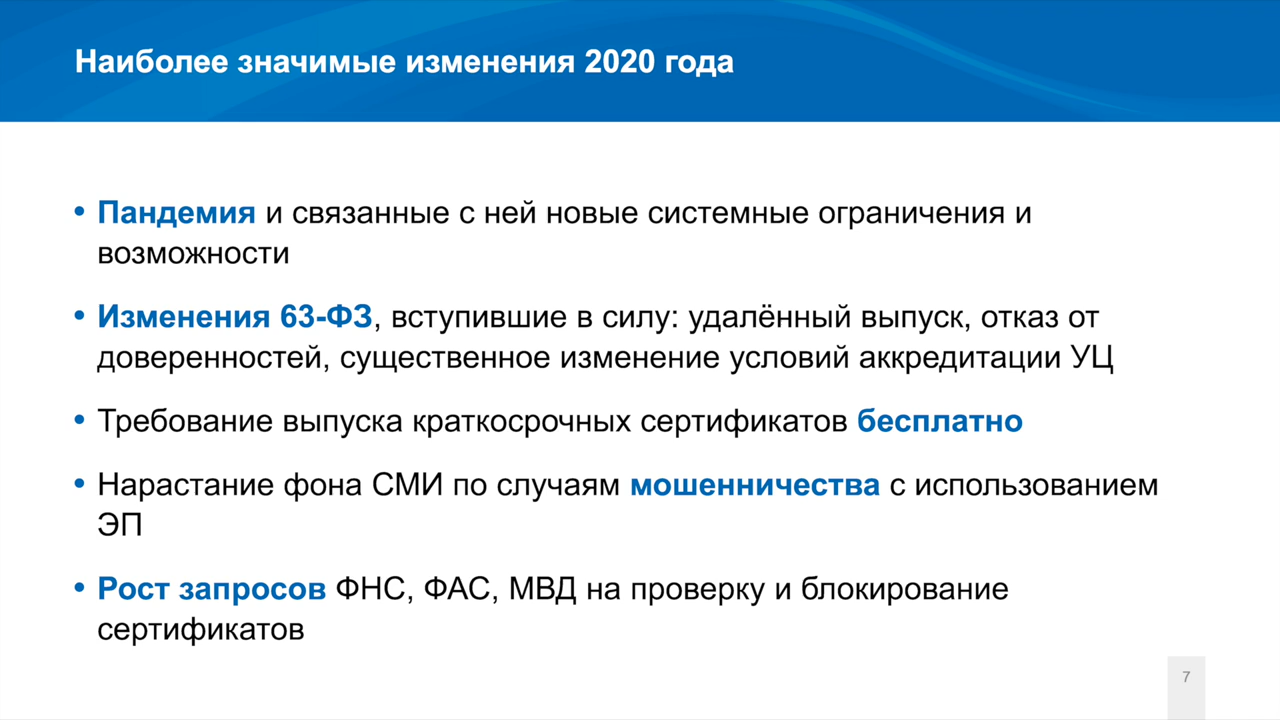 Наиболее значимые изменения 2020 года
• Пандемия и связанные с ней новые системные ограничения и
возможности
• Изменения 63-ФЗ, вступившие в силу: удалённый выпуск, отказ от
доверенностей, существенное изменение условий аккредитации УЦ
• Требование выпуска краткосрочных сертификатов бесплатно
• Нарастание фона СМИ по случаям мошенничества с использованием
ЭП
• Рост запросов ФНС, ФАС, МВД на проверку и блокирование
сертификатов
7